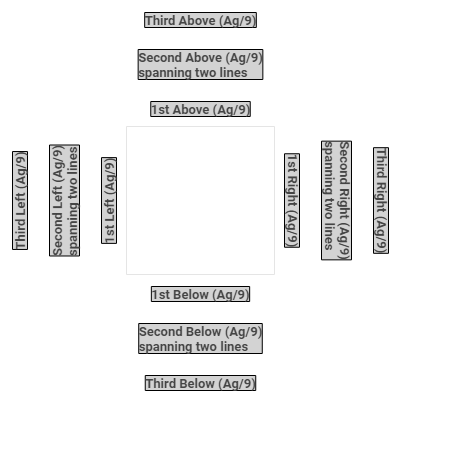 Third Above (Ag/9)
Second Above (Ag/9)
spanning two lines
1st Above (Ag/9)
Third Left (Ag/9)
Second Left (Ag/9)
spanning two lines
1st Left (Ag/9)
1st Right (Ag/9)
Second Right (Ag/9)
spanning two lines
Third Right (Ag/9)
1st Below (Ag/9)
Second Below (Ag/9)
spanning two lines
Third Below (Ag/9)